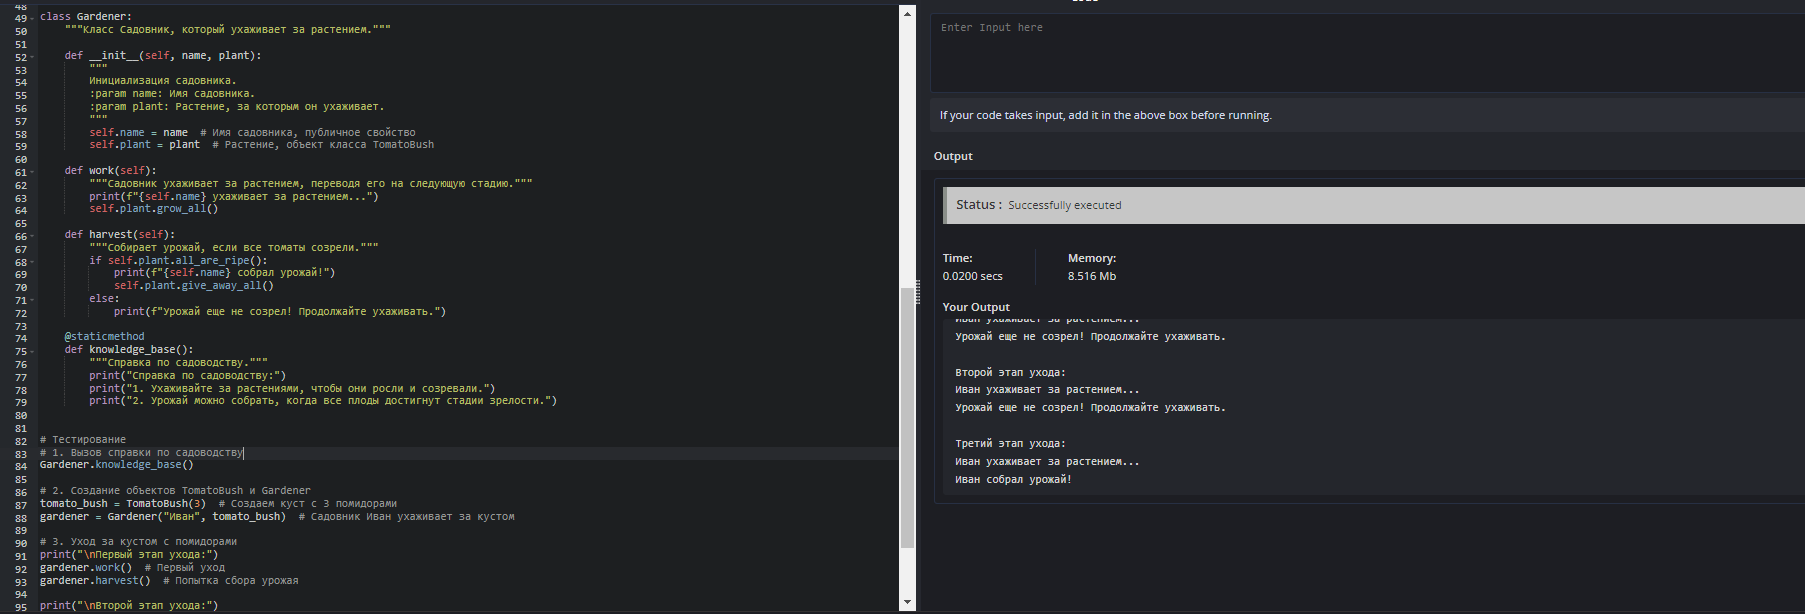 48
49 class Gardener:
50     """Класс Садовник, который ухаживает за растением."""
51
52     def __init__(self, name, plant):
53         """
54         Инициализация садовника.
55         :param name: Имя садовника.
56         :param plant: Растение, за которым он ухаживает.
57         """
58         self.name = name  # Имя садовника, публичное свойство
59         self.plant = plant  # Растение, объект класса TomatoBush
60
61     def work(self):
62         """Садовник ухаживает за растением, переводя его на следующую стадию."""
63         print(f"{self.name} ухаживает за растением...")
64         self.plant.grow_all()
65
66     def harvest(self):
67         """Собирает урожай, если все томаты созрели."""
68         if self.plant.all_are_ripe():
69             print(f"{self.name} собрал урожай!")
70             self.plant.give_away_all()
71         else:
72             print(f"Урожай еще не созрел! Продолжайте ухаживать.")
73
74     @staticmethod
75     def knowledge_base():
76         """Справка по садоводству."""
77         print("Справка по садоводству:")
78         print("1. Ухаживайте за растениями, чтобы они росли и созревали.")
79         print("2. Урожай можно собрать, когда все плоды достигнут стадии зрелости.")
80
81
82 # Тестирование
83 # 1. Вызов справки по садоводству
84 Gardener.knowledge_base()
85
86 # 2. Создание объектов TomatoBush и Gardener
87 tomato_bush = TomatoBush(3)  # Создаем куст с 3 помидорами
88 gardener = Gardener("Иван", tomato_bush)  # Садовник Иван ухаживает за кустом
89
90 # 3. Уход за кустом с помидорами
91 print("\nПервый этап ухода:")
92 gardener.work()  # Первый уход
93 gardener.harvest()  # Попытка сбора урожая
94
95 print("\nВторой этап ухода:")
Enter Input here
If your code takes input, add it in the above box before running.
Output
Status : Successfully executed
Time:
0.0200 secs
Memory:
8.516 Mb
Your Output
Иван ухаживает за растением...
Урожай еще не созрел! Продолжайте ухаживать.

Второй этап ухода:
Иван ухаживает за растением...
Урожай еще не созрел! Продолжайте ухаживать.

Третий этап ухода:
Иван ухаживает за растением...
Иван собрал урожай!